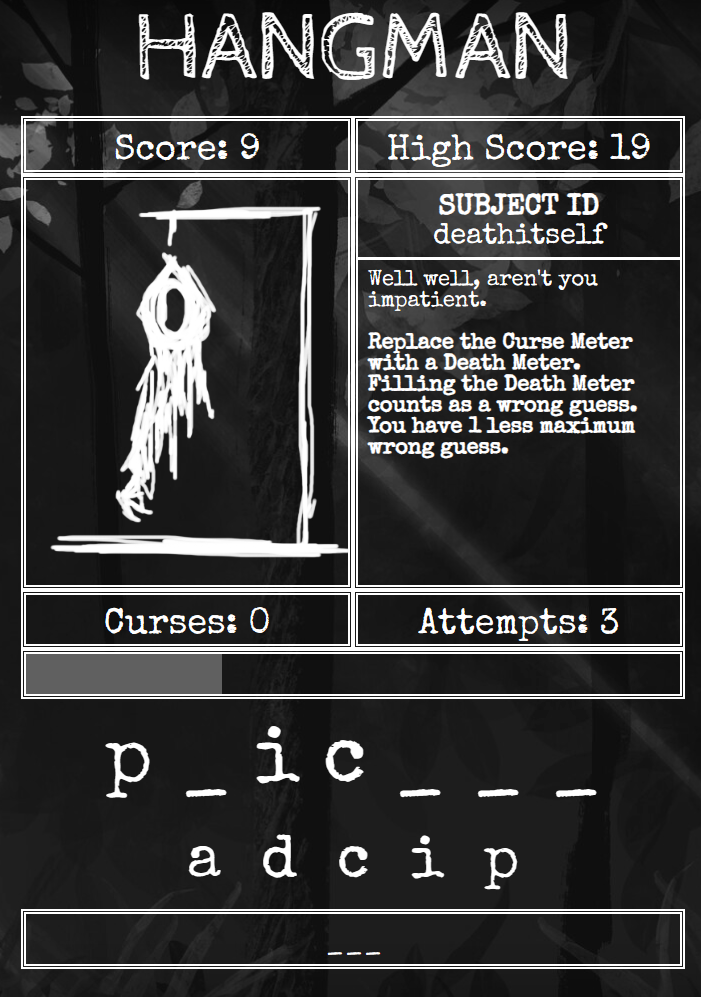 HANGMAN
Score: 9
High Score: 19
SUBJECT ID
deathitself
Well well, aren't you
impatient.
Replace the Curse Meter
with a Death Meter.
Filling the Death Meter
counts as a wrong guess.
You have 1 less maximum
wrong guess.
Curses: 0
Attempts: 3
p _ i c _ _ _
a d c i p
___